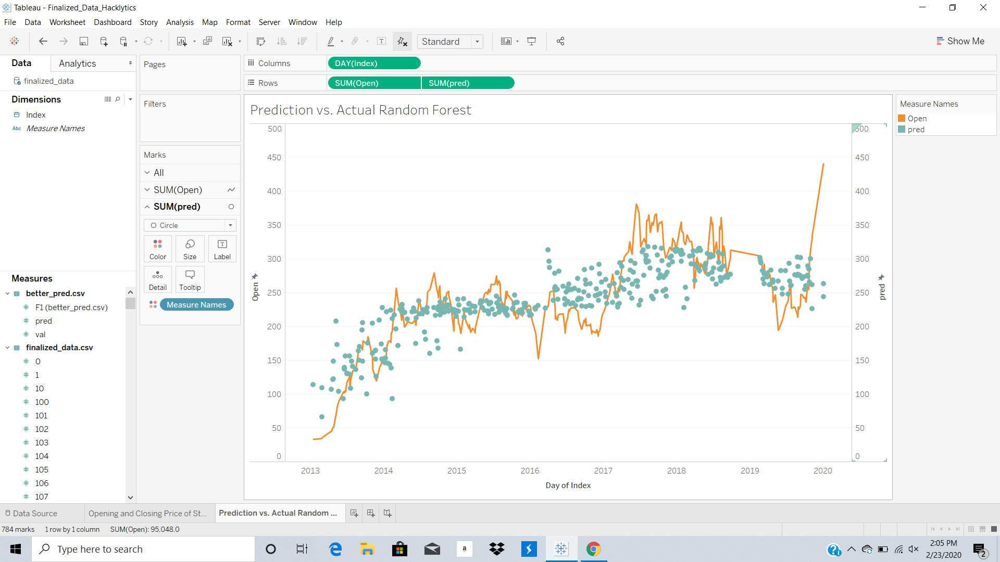 Tableau - Finalized_Data_Hacklytics
File Data Worksheet Dashboard Story Analysis Map Format Server Window Help
Standard
Show Me
Data Analytics
finalized_data
Dimensions
Index
Abc Measure Names
Measures
better_pred.csv
# F1 (better_pred.csv)
# pred
# val
finalized_data.csv
# 0
# 1
# 10
# 100
# 101
# 102
# 103
# 104
# 105
# 106
# 107
Pages
Filters
Marks
All
SUM(Open)
SUM(pred)
Circle
Color Size Label
Detail Tooltip
Measure Names
Columns DAY(Index)
Rows SUM(Open) SUM(pred)
Prediction vs. Actual Random Forest
500
450
400
350
300
250
200
150
100
50
0
Open
500
450
400
350
300
250
200
150
100
50
0
pred
2013 2014 2015 2016 2017 2018 2019 2020
Day of Index
Measure Names
Open
pred
Data Source Opening and Closing Price of St... Prediction vs. Actual Random ...
784 marks 1 row by 1 column SUM(Open): 95,048.0
Type here to search
a
2:05 PM
2/23/2020
2